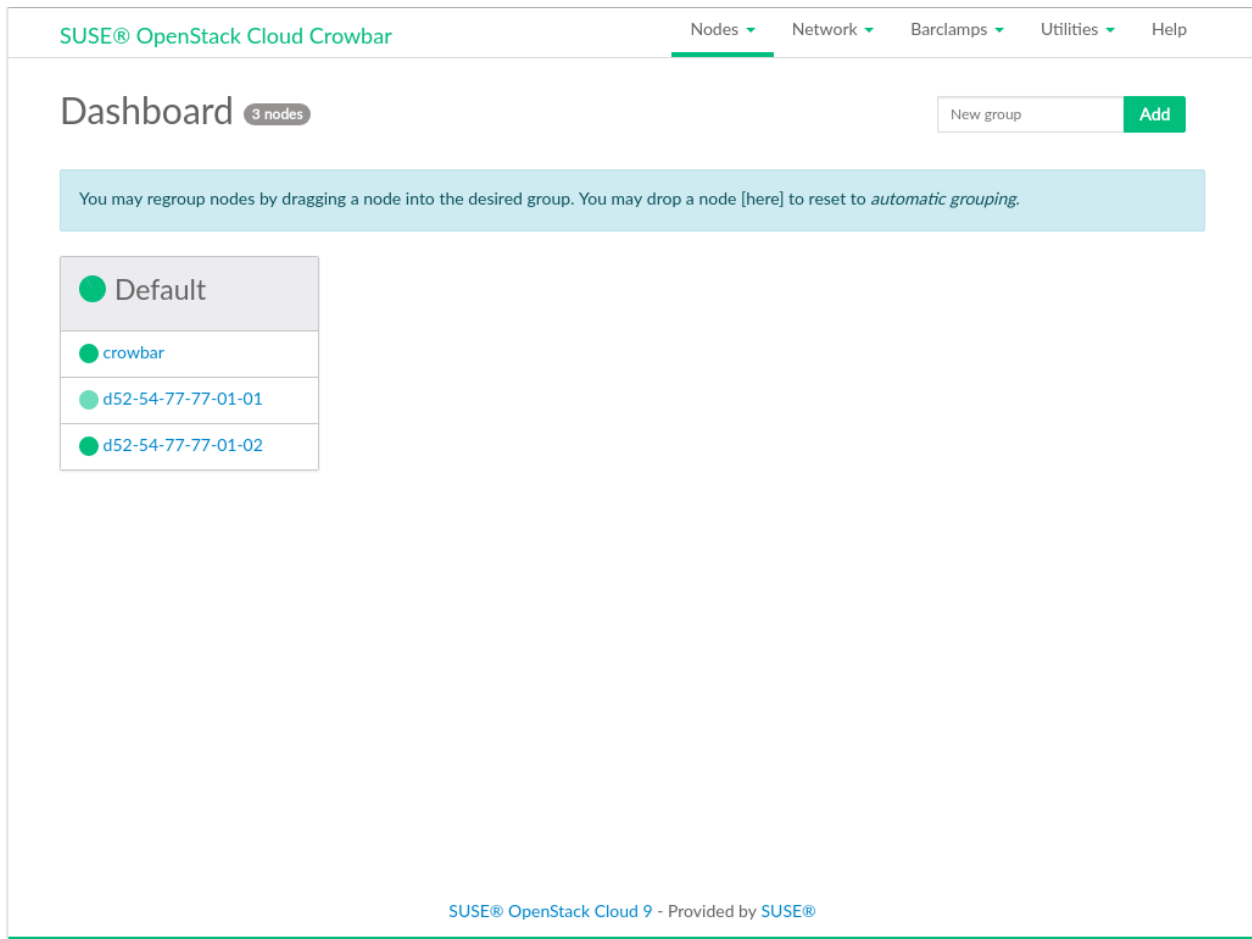 SUSE® OpenStack Cloud Crowbar
Nodes
Network
Barclamps
Utilities
Help
Dashboard 3 nodes
New group
Add
You may regroup nodes by dragging a node into the desired group. You may drop a node [here] to reset to automatic grouping.
Default
crowbar
d52-54-77-77-01-01
d52-54-77-77-01-02
SUSE® OpenStack Cloud 9 - Provided by SUSE®